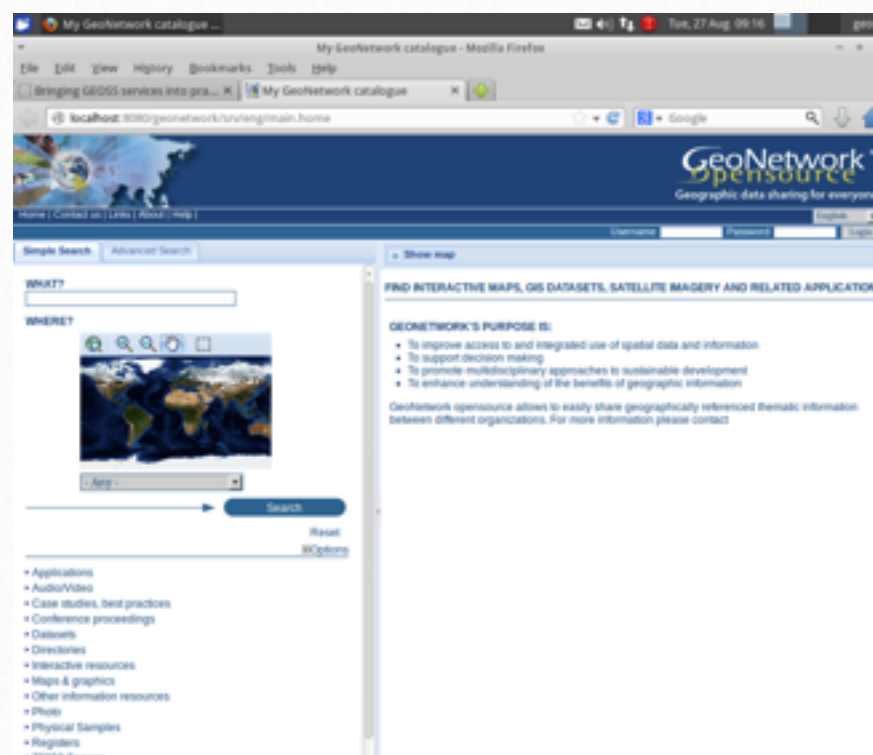 My GeoNetwork catalogue ...
Tue, 27 Aug 09:16
My GeoNetwork catalogue - Mozilla Firefox
File Edit View History Bookmarks Tools Help
Bringing GEOSS services into pra... My GeoNetwork catalogue
localhost:8080/geonetwork/srv/eng/main.home
Google
GeoNetwork
opensource
Geographic data sharing for everyone
Home | Contact us | Links | About | Help |
English
Username Password Login
Simple Search Advanced Search
Show map
WHAT?
FIND INTERACTIVE MAPS, GIS DATASETS, SATELLITE IMAGERY AND RELATED APPLICATION
WHERE?
GEONETWORK'S PURPOSE IS:
To improve access to and integrated use of spatial data and information
To support decision making
To promote multidisciplinary approaches to sustainable development
To enhance understanding of the benefits of geographic information
GeoNetwork opensource allows to easily share geographically referenced thematic information
between different organizations. For more information please contact
- Any -
Search
Reset
Options
Applications
Audio/Video
Case studies, best practices
Conference proceedings
Datasets
Directories
Interactive resources
Maps & graphics
Other information resources
Photo
Physical Samples
Registers